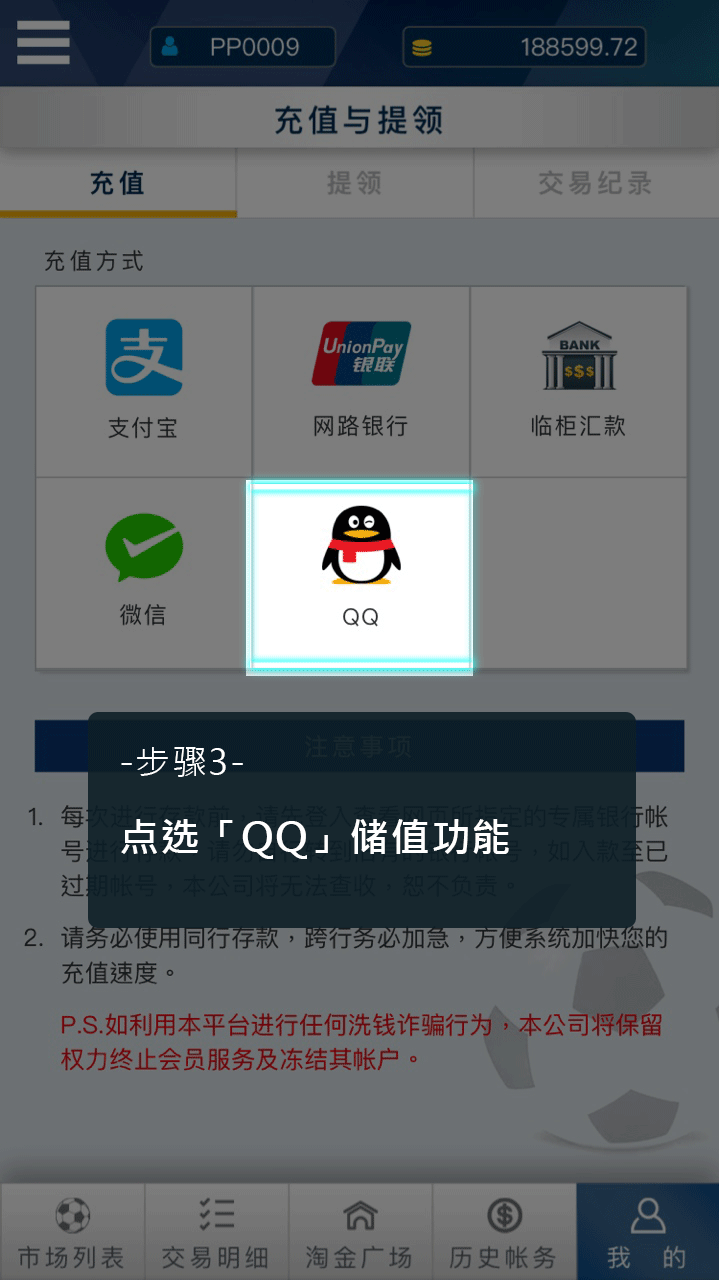 PP0009
188599.72
充值与提领
充值
提领
交易纪录
充值方式
支付宝
UnionPay
银联
网路银行
BANK
$$$
临柜汇款
微信
QQ
注意事项
-步骤3-
点选「QQ」储值功能
1. 每次进行存款前，请先登入查看网页所指定的专属银行帐
号进行存款，请勿
如入款至已
过期帐号，本公司将无法查收，恕不负责。
2. 请务必使用同行存款，跨行务必加急，方便系统加快您的
充值速度。
P.S.如利用本平台进行任何洗钱诈骗行为，本公司将保留
权力终止会员服务及冻结其帐户。
市场列表
交易明细
淘金广场
历史帐务
我 的